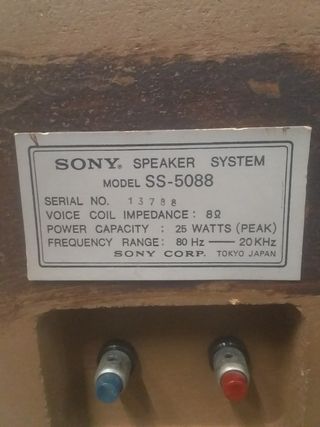 SONY® SPEAKER SYSTEM
MODEL SS-5088
SERIAL NO. 13788
VOICE COIL IMPEDANCE : 8Ω
POWER CAPACITY : 25 WATTS (PEAK)
FREQUENCY RANGE: 80 Hz —— 20 KHz
SONY CORP. TOKYO JAPAN